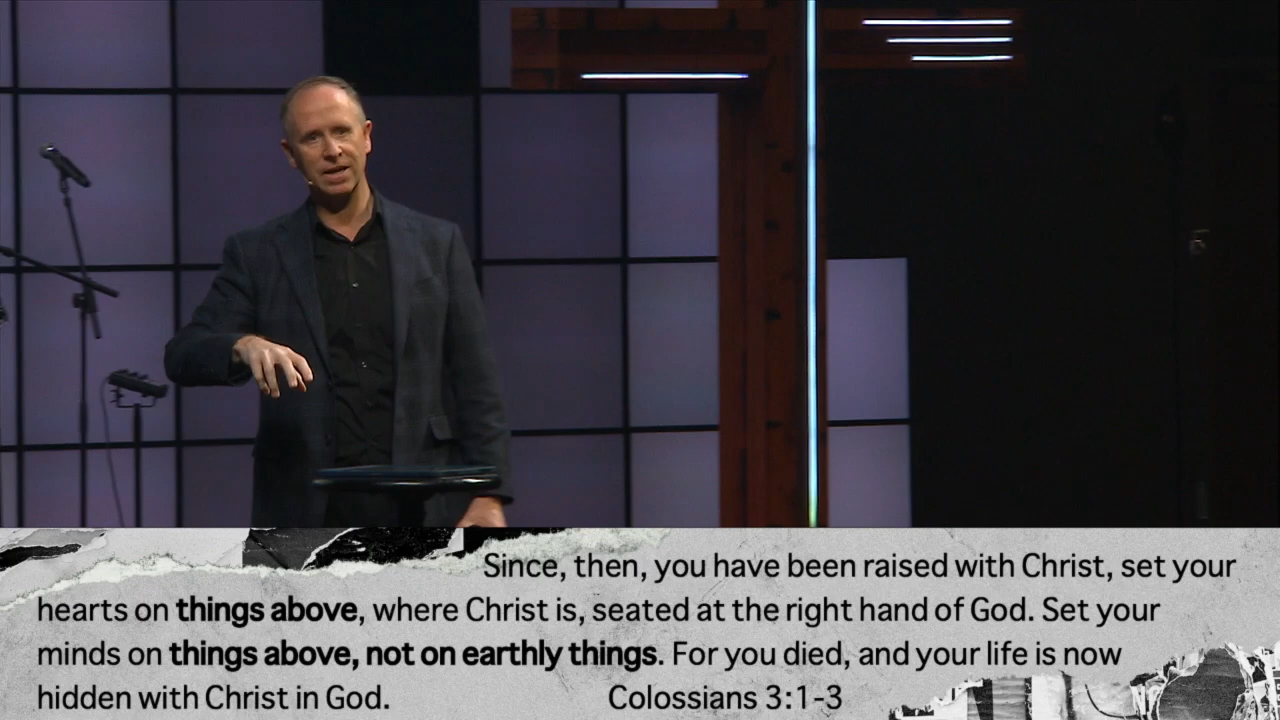 Since, then, you have been raised with Christ, set your
hearts on things above, where Christ is, seated at the right hand of God. Set your
minds on things above, not on earthly things. For you died, and your life is now
hidden with Christ in God. Colossians 3:1-3